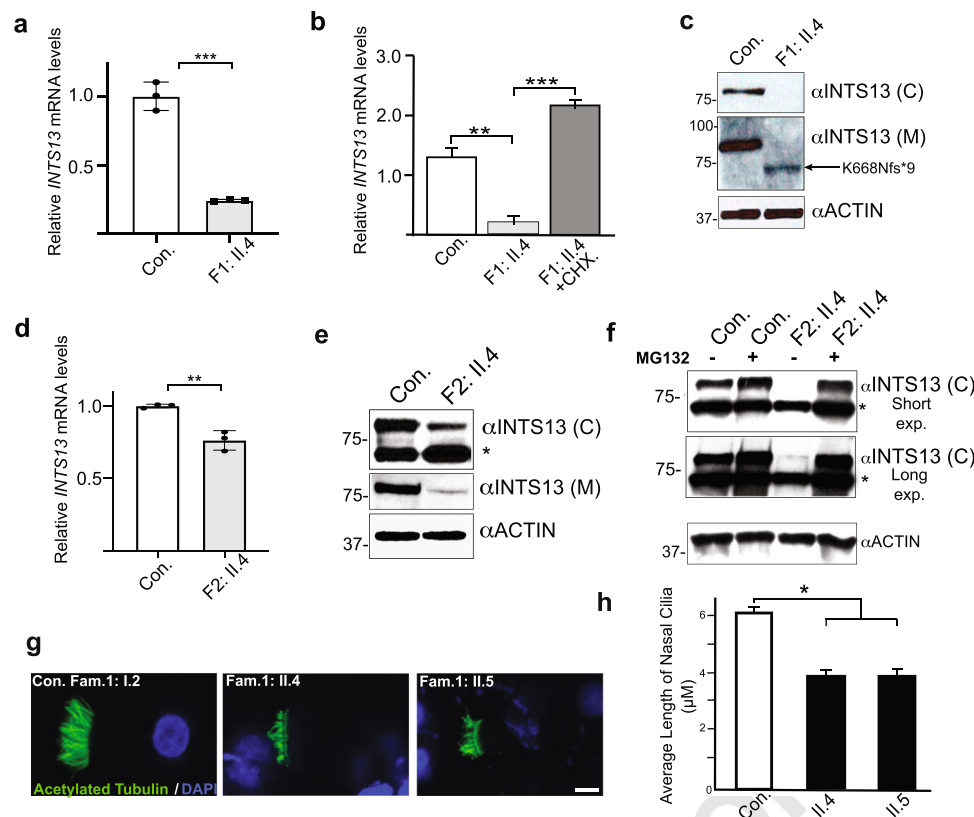 a
Relative INTS13 mRNA levels
***
1.0
0.5
Con.
F1: II.4
b
Relative INTS13 mRNA levels
3.0
2.0
1.0
**
***
Con.
F1: II.4
F1: II.4
+CHX.
c
Con.
F1: II.4
75-
αINTS13 (C)
100-
αINTS13 (M)
75-
K668Nfs*9
37-
αACTIN
d
Relative INTS13 mRNA levels
**
1.0
0.5
Con.
F2: II.4
e
Con.
F2: II.4
αINTS13 (C)
75-
*
75-
αINTS13 (M)
37-
αACTIN
f
Con.
Con.
F2: II.4
F2: II.4
MG132 - + - +
αINTS13 (C)
75-
* Short
exp.
αINTS13 (C)
75-
* Long
exp.
αACTIN
37-
g
Con. Fam.1: I.2
Fam.1: II.4
Fam.1: II.5
Acetylated Tubulin / DAPI
h
Average Length of Nasal Cilia
(µM)
*
6
4
2
0
Con.
II.4
II.5